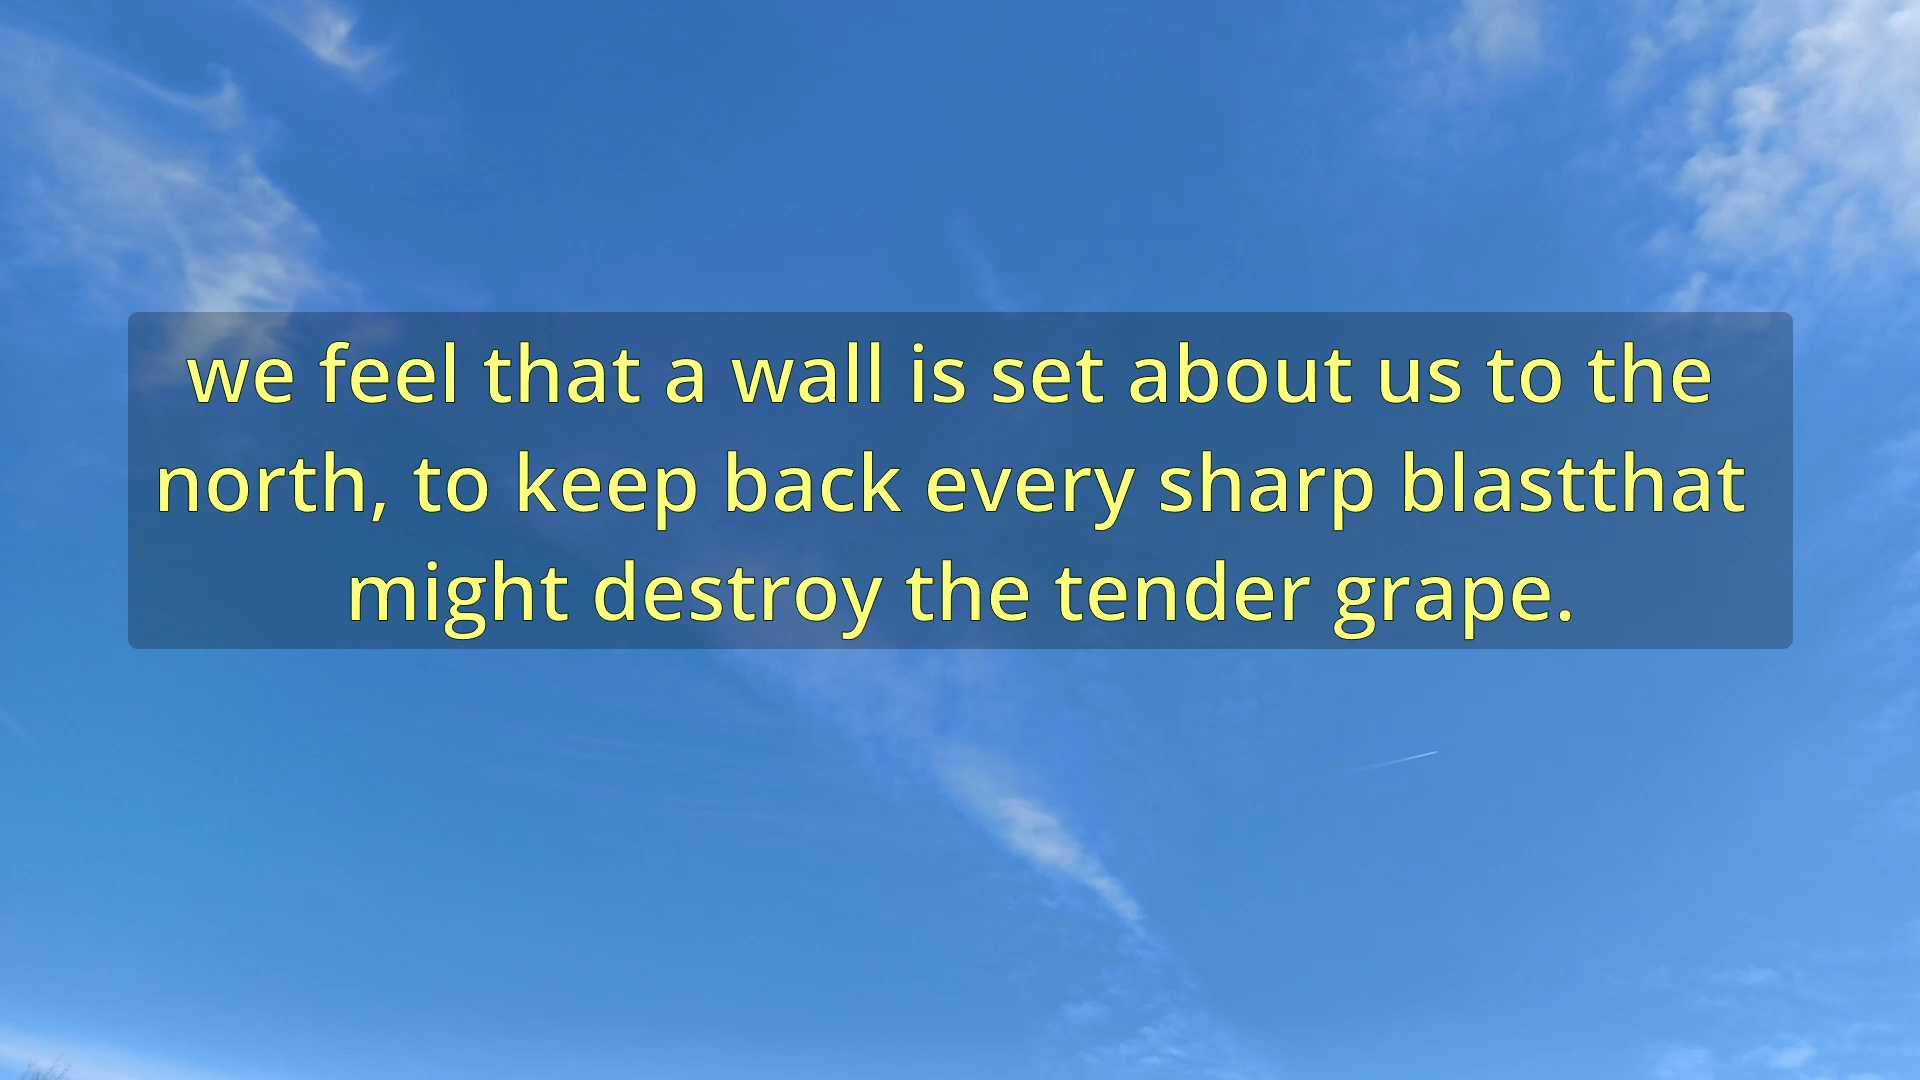 we feel that a wall is set about us to the
north, to keep back every sharp blastthat
might destroy the tender grape.